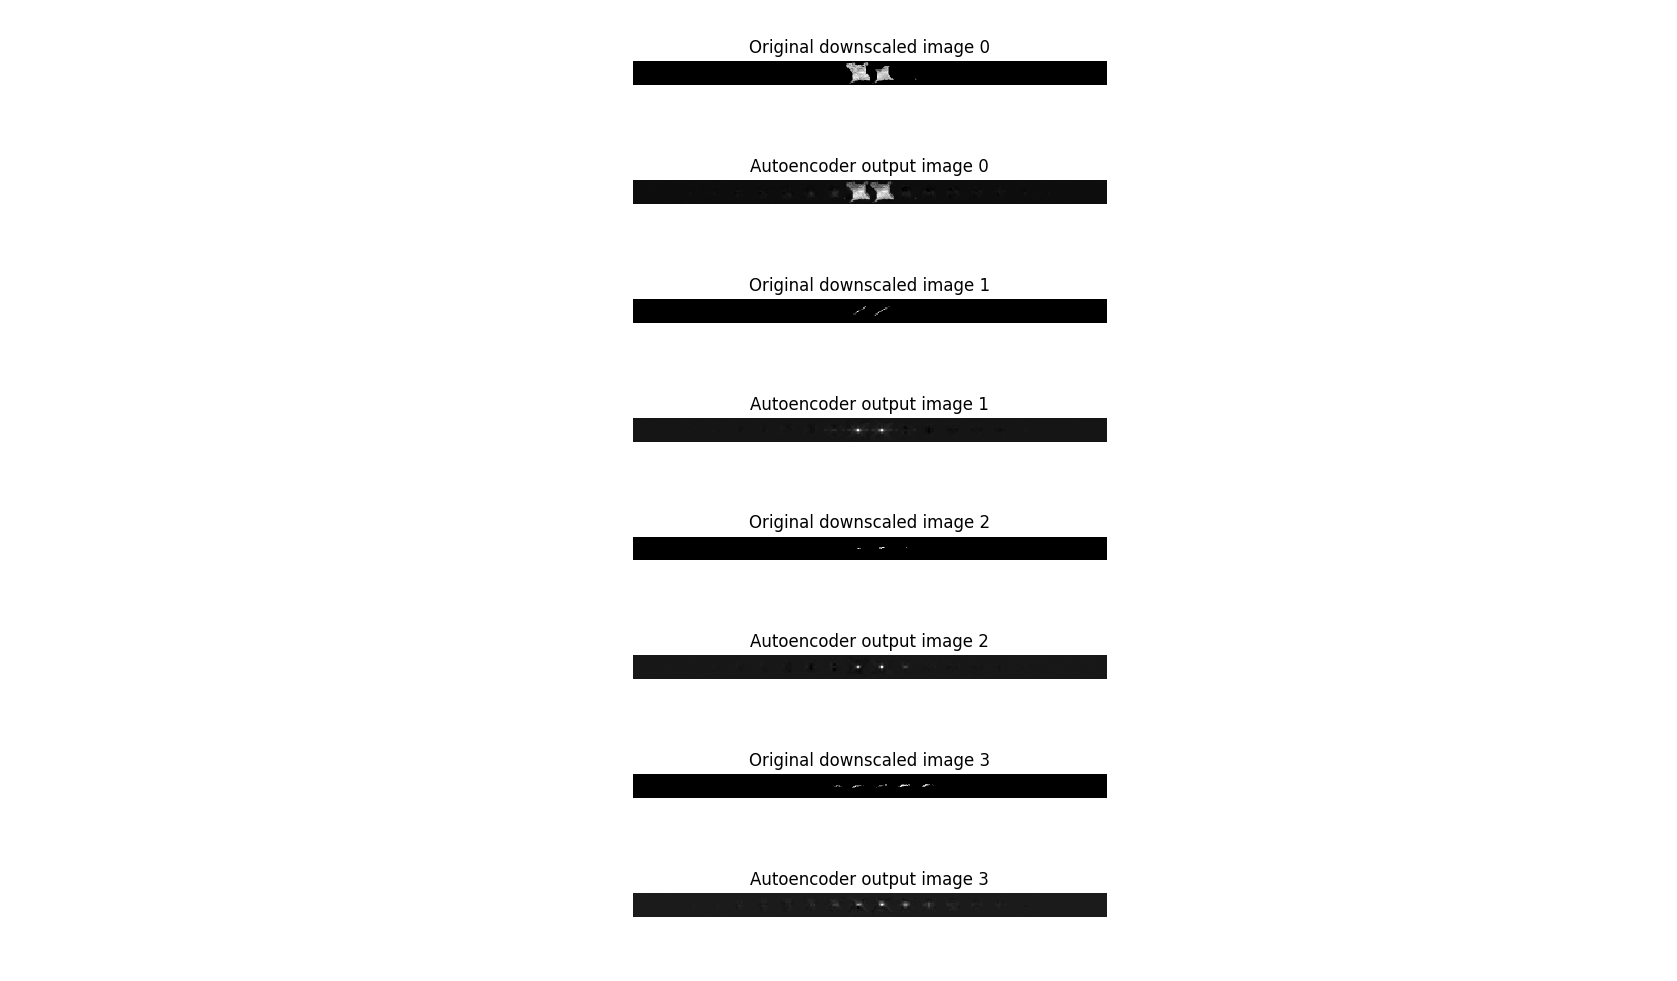 Original downscaled image 0
Autoencoder output image 0
Original downscaled image 1
Autoencoder output image 1
Original downscaled image 2
Autoencoder output image 2
Original downscaled image 3
Autoencoder output image 3